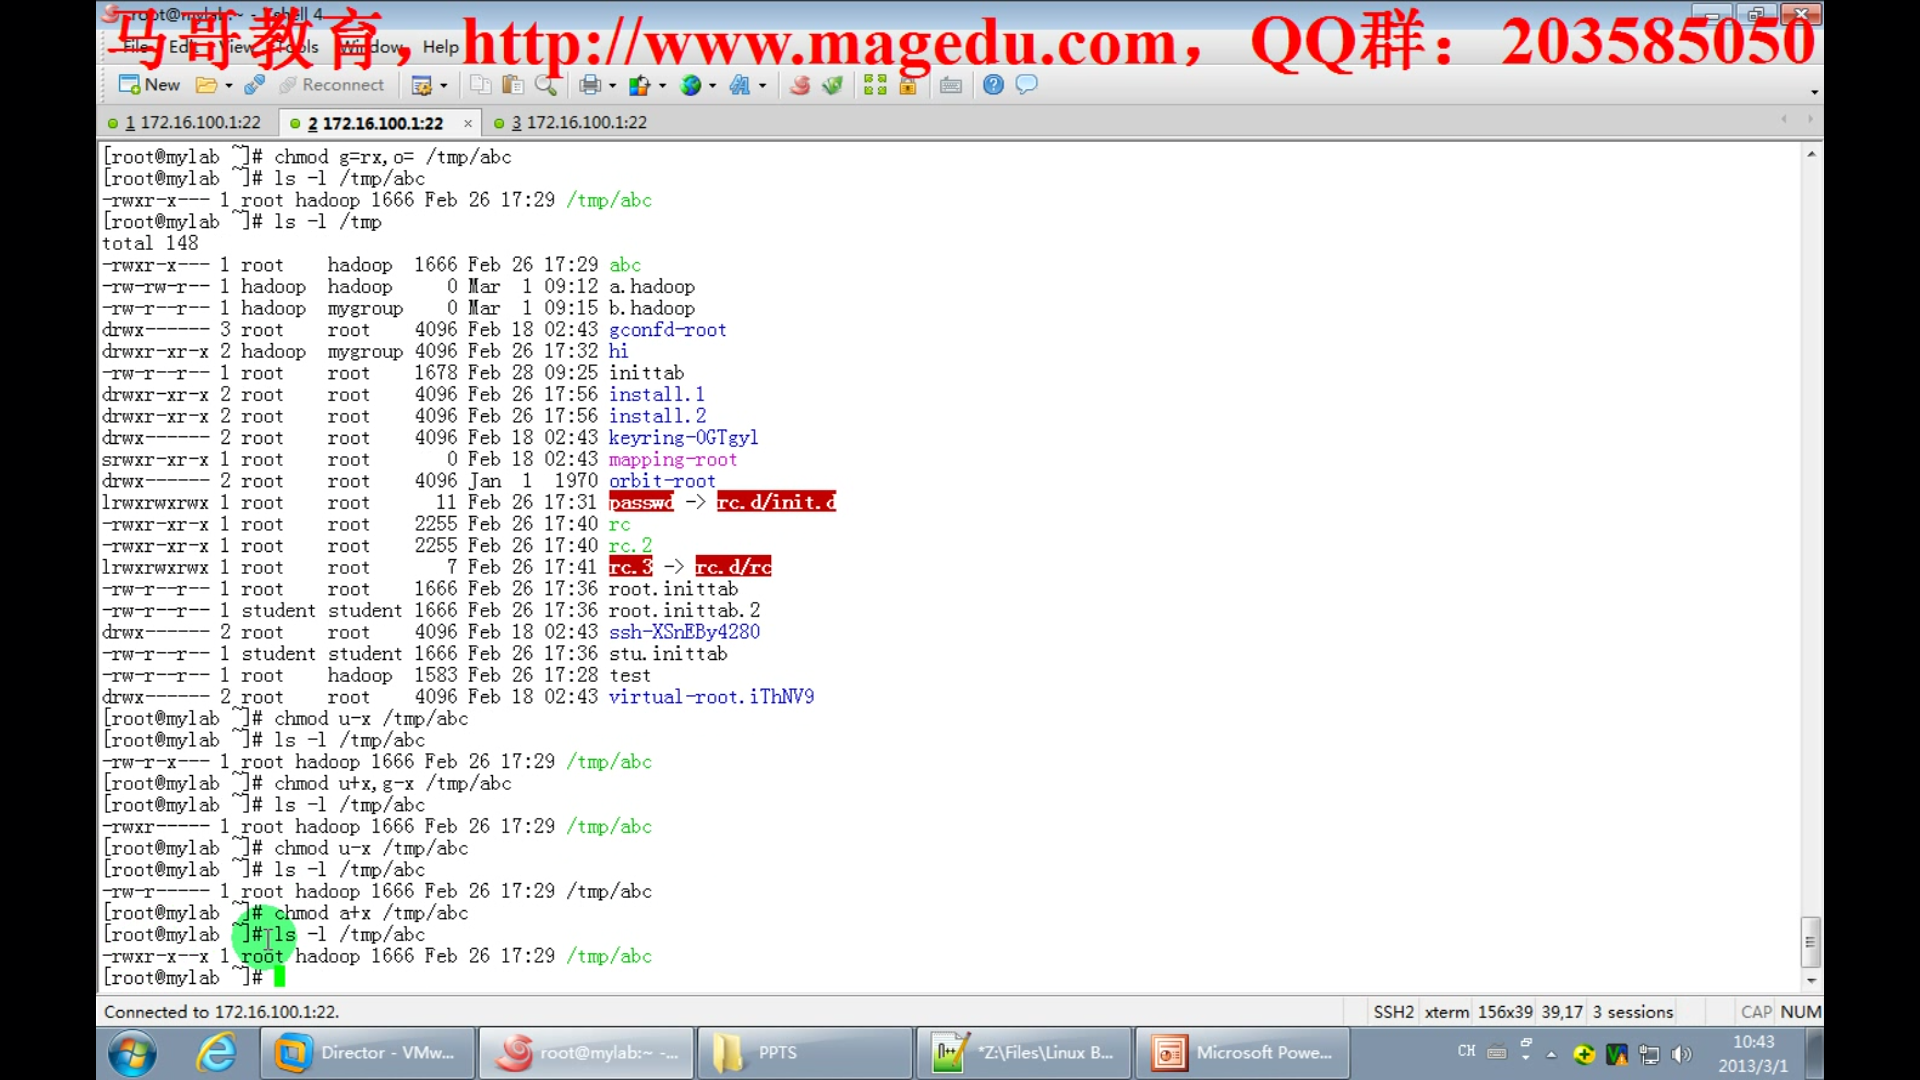 root@mylab:~ - Xshell 4
马哥教育，http://www.magedu.com，QQ群：203585050
File Edit View Tools Window Help
New Reconnect
1 172.16.100.1:22 2 172.16.100.1:22 × 3 172.16.100.1:22
[root@mylab ~]# chmod g=rx,o= /tmp/abc
[root@mylab ~]# ls -l /tmp/abc
-rwxr-x--- 1 root hadoop 1666 Feb 26 17:29 /tmp/abc
[root@mylab ~]# ls -l /tmp
total 148
-rwxr-x--- 1 root    hadoop  1666 Feb 26 17:29 abc
-rw-rw-r-- 1 hadoop  hadoop     0 Mar  1 09:12 a.hadoop
-rw-r--r-- 1 hadoop  mygroup    0 Mar  1 09:15 b.hadoop
drwx------ 3 root    root    4096 Feb 18 02:43 gconfd-root
drwxr-xr-x 2 hadoop  mygroup 4096 Feb 26 17:32 hi
-rw-r--r-- 1 root    root    1678 Feb 28 09:25 inittab
drwxr-xr-x 2 root    root    4096 Feb 26 17:56 install.1
drwxr-xr-x 2 root    root    4096 Feb 26 17:56 install.2
drwx------ 2 root    root    4096 Feb 18 02:43 keyring-OGTgyl
srwxr-xr-x 1 root    root       0 Feb 18 02:43 mapping-root
drwx------ 2 root    root    4096 Jan  1  1970 orbit-root
lrwxrwxrwx 1 root    root      11 Feb 26 17:31 passwd -> rc.d/init.d
-rwxr-xr-x 1 root    root    2255 Feb 26 17:40 rc
-rwxr-xr-x 1 root    root    2255 Feb 26 17:40 rc.2
lrwxrwxrwx 1 root    root       7 Feb 26 17:41 rc.3 -> rc.d/rc
-rw-r--r-- 1 root    root    1666 Feb 26 17:36 root.inittab
-rw-r--r-- 1 student student 1666 Feb 26 17:36 root.inittab.2
drwx------ 2 root    root    4096 Feb 18 02:43 ssh-XSnEBy4280
-rw-r--r-- 1 student student 1666 Feb 26 17:36 stu.inittab
-rw-r--r-- 1 root    hadoop  1583 Feb 26 17:28 test
drwx------ 2 root    root    4096 Feb 18 02:43 virtual-root.iThNV9
[root@mylab ~]# chmod u-x /tmp/abc
[root@mylab ~]# ls -l /tmp/abc
-rw-r-x--- 1 root hadoop 1666 Feb 26 17:29 /tmp/abc
[root@mylab ~]# chmod u+x,g-x /tmp/abc
[root@mylab ~]# ls -l /tmp/abc
-rwxr----- 1 root hadoop 1666 Feb 26 17:29 /tmp/abc
[root@mylab ~]# chmod u-x /tmp/abc
[root@mylab ~]# ls -l /tmp/abc
-rw-r----- 1 root hadoop 1666 Feb 26 17:29 /tmp/abc
[root@mylab ~]# chmod a+x /tmp/abc
[root@mylab ~]# ls -l /tmp/abc
-rwxr-x--x 1 root hadoop 1666 Feb 26 17:29 /tmp/abc
[root@mylab ~]#
Connected to 172.16.100.1:22. SSH2 xterm 156x39 39,17 3 sessions CAP NUM
Director - VMw... root@mylab:~ -... PPTS *Z:\Files\Linux B... Microsoft Powe... CH 10:43
2013/3/1